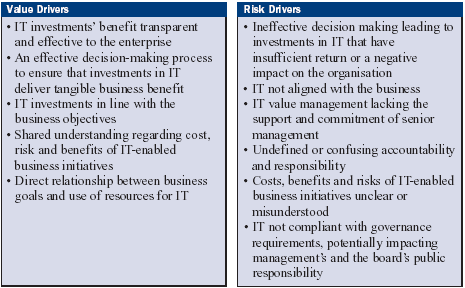 Value Drivers
• IT investments' benefit transparent
and effective to the enterprise
• An effective decision-making process
to ensure that investments in IT
deliver tangible business benefit
• IT investments in line with the
business objectives
• Shared understanding regarding cost,
risk and benefits of IT-enabled
business initiatives
• Direct relationship between business
goals and use of resources for IT
Risk Drivers
• Ineffective decision making leading to
investments in IT that have
insufficient return or a negative
impact on the organisation
• IT not aligned with the business
• IT value management lacking the
support and commitment of senior
management
• Undefined or confusing accountability
and responsibility
• Costs, benefits and risks of IT-enabled
business initiatives unclear or
misunderstood
• IT not compliant with governance
requirements, potentially impacting
management's and the board's public
responsibility